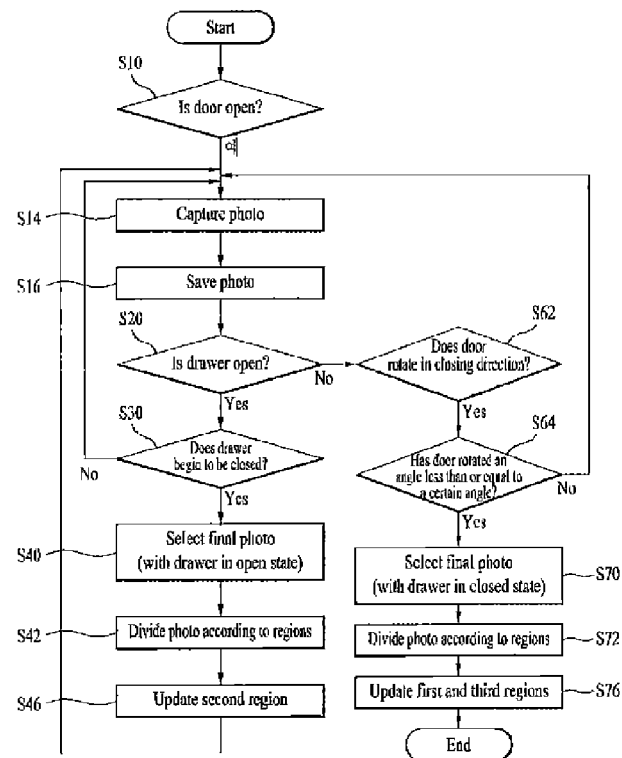 Start
S10
Is door open?
S14
Capture photo
S16
Save photo
S20
Is drawer open?
No
S62
Does door
rotate in closing direction?
Yes
Yes
S30
Does drawer
begin to be closed?
No
Yes
S64
Has door rotated an
angle less than or equal to
a certain angle?
No
Yes
S40
Select final photo
(with drawer in open state)
Select final photo
(with drawer in closed state)
S70
S42
Divide photo according to regions
Divide photo according to regions
S72
S46
Update second region
Update first and third regions
S76
End